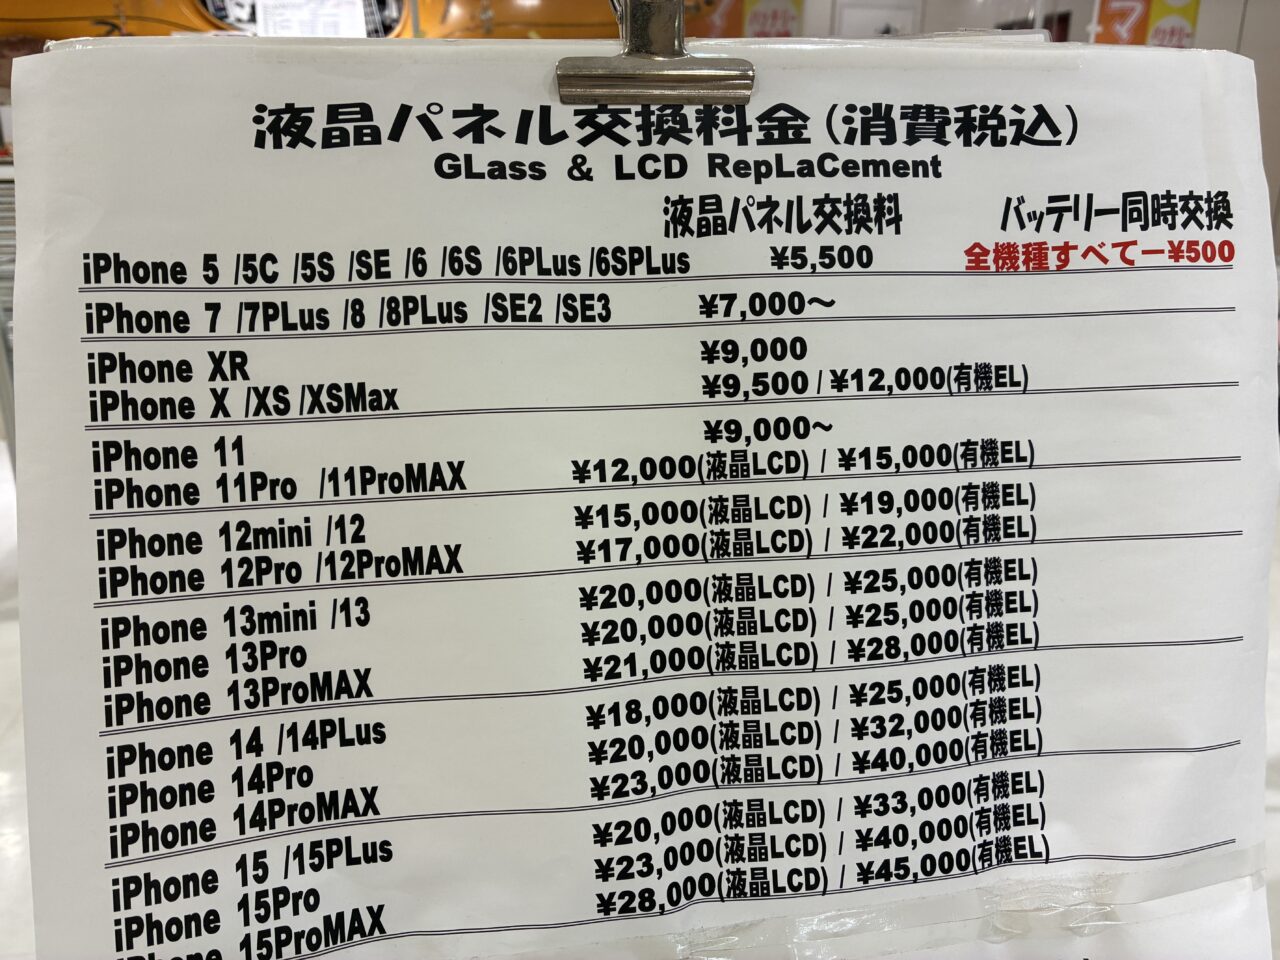 液晶パネル交換料金(消費税込)
GLass & LCD RepLaCement
液晶パネル交換料 バッテリー同時交換
iPhone 5 /5C /5S /SE /6 /6S /6PLus /6SPLus ¥5,500 全機種すべてー¥500
iPhone 7 /7PLus /8 /8PLus /SE2 /SE3 ¥7,000～
iPhone XR ¥9,000
iPhone X /XS /XSMax ¥9,500 / ¥12,000(有機EL)
iPhone 11 ¥9,000～
iPhone 11Pro /11ProMAX ¥12,000(液晶LCD) / ¥15,000(有機EL)
iPhone 12mini /12 ¥15,000(液晶LCD) / ¥19,000(有機EL)
iPhone 12Pro /12ProMAX ¥17,000(液晶LCD) / ¥22,000(有機EL)
iPhone 13mini /13 ¥20,000(液晶LCD) / ¥25,000(有機EL)
iPhone 13Pro ¥20,000(液晶LCD) / ¥25,000(有機EL)
iPhone 13ProMAX ¥21,000(液晶LCD) / ¥28,000(有機EL)
iPhone 14 /14PLus ¥18,000(液晶LCD) / ¥25,000(有機EL)
iPhone 14Pro ¥20,000(液晶LCD) / ¥32,000(有機EL)
iPhone 14ProMAX ¥23,000(液晶LCD) / ¥40,000(有機EL)
iPhone 15 /15PLus ¥20,000(液晶LCD) / ¥33,000(有機EL)
iPhone 15Pro ¥23,000(液晶LCD) / ¥40,000(有機EL)
iPhone 15ProMAX ¥28,000(液晶LCD) / ¥45,000(有機EL)